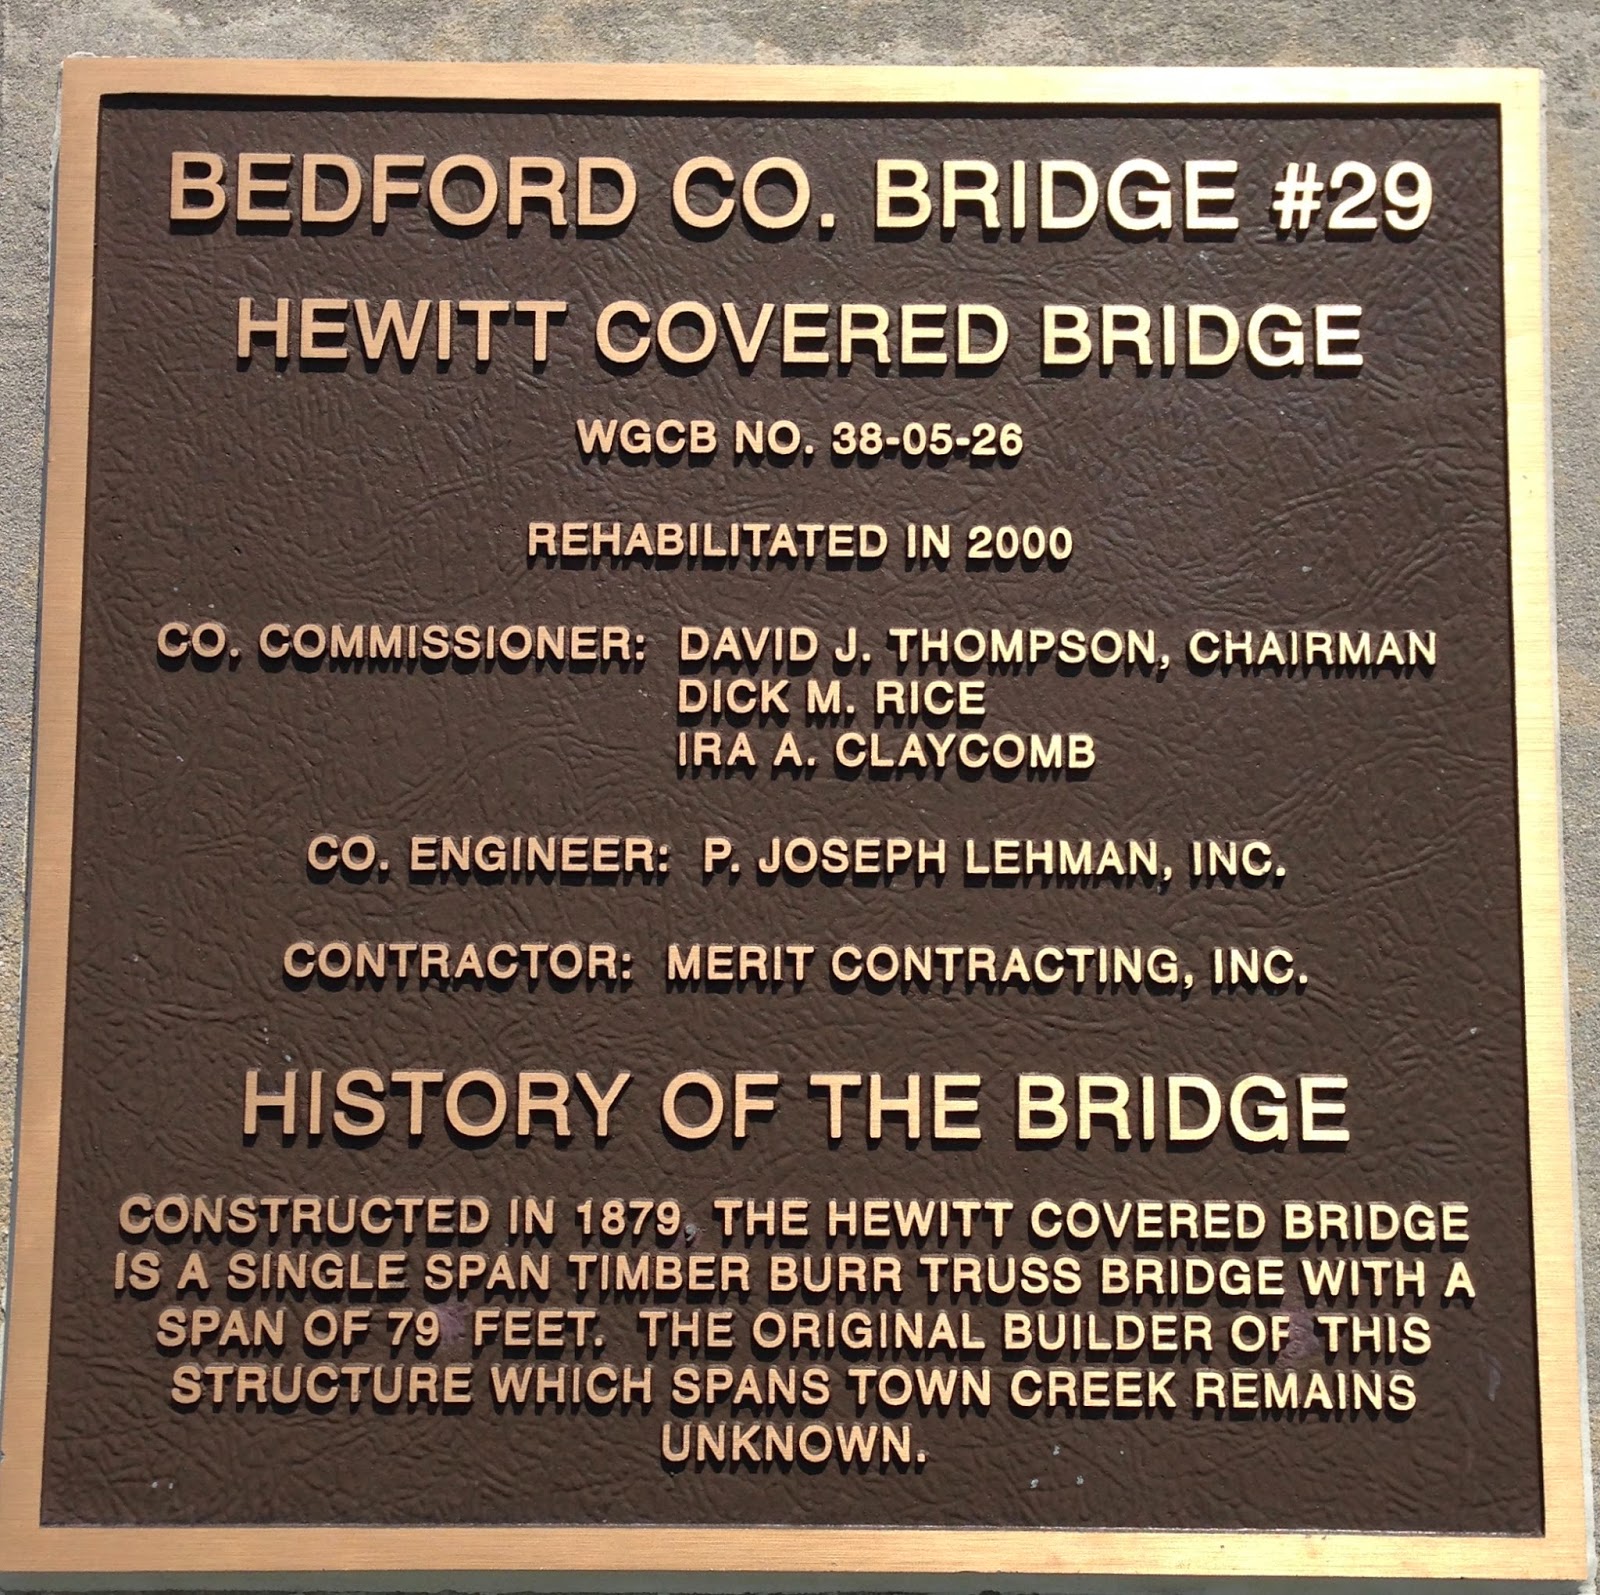 BEDFORD CO. BRIDGE #29
HEWITT COVERED BRIDGE
WGCB NO. 38-05-26
REHABILITATED IN 2000
CO. COMMISSIONER: DAVID J. THOMPSON, CHAIRMAN
DICK M. RICE
IRA A. CLAYCOMB
CO. ENGINEER: P. JOSEPH LEHMAN, INC.
CONTRACTOR: MERIT CONTRACTING, INC.
HISTORY OF THE BRIDGE
CONSTRUCTED IN 1879, THE HEWITT COVERED BRIDGE
IS A SINGLE SPAN TIMBER BURR TRUSS BRIDGE WITH A
SPAN OF 79 FEET. THE ORIGINAL BUILDER OF THIS
STRUCTURE WHICH SPANS TOWN CREEK REMAINS
UNKNOWN.